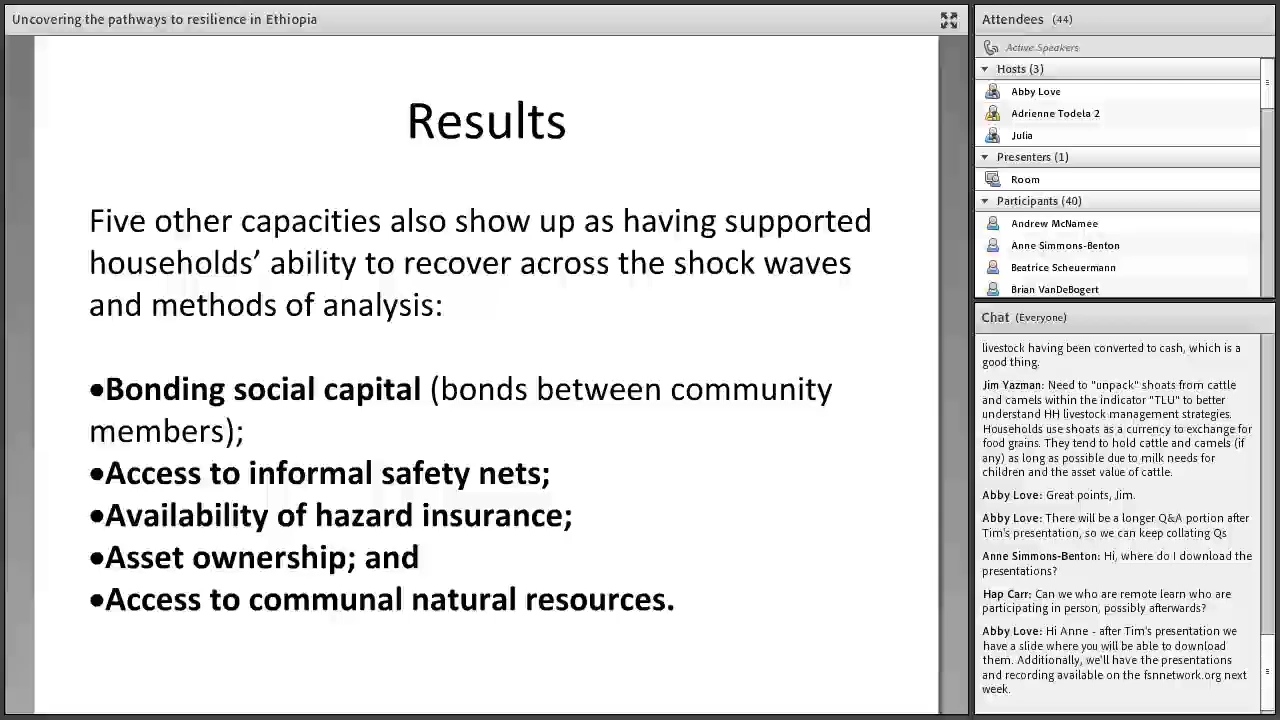 Uncovering the pathways to resilience in Ethiopia
Results
Five other capacities also show up as having supported
households’ ability to recover across the shock waves
and methods of analysis:
•Bonding social capital (bonds between community
members);
•Access to informal safety nets;
•Availability of hazard insurance;
•Asset ownership; and
•Access to communal natural resources.
Attendees (44)
Active Speakers
Hosts (3)
Abby Love
Adrienne Todela 2
Julia
Presenters (1)
Room
Participants (40)
Andrew McNamee
Anne Simmons-Benton
Beatrice Scheuermann
Brian VanDeBogert
Chat (Everyone)
livestock having been converted to cash, which is a
good thing.
Jim Yazman: Need to "unpack" shoats from cattle
and camels within the indicator "TLU" to better
understand HH livestock management strategies.
Households use shoats as a currency to exchange for
food grains. They tend to hold cattle and camels (if
any) as long as possible due to milk needs for
children and the asset value of cattle.
Abby Love: Great points, Jim.
Abby Love: There will be a longer Q&A portion after
Tim's presentation, so we can keep collating Qs
Anne Simmons-Benton: Hi, where do I download the
presentations?
Hap Carr: Can we who are remote learn who are
participating in person, possibly afterwards?
Abby Love: Hi Anne - after Tim's presentation we
have a slide where you will be able to download
them. Additionally, we'll have the presentations
and recording available on the fsnnetwork.org next
week.